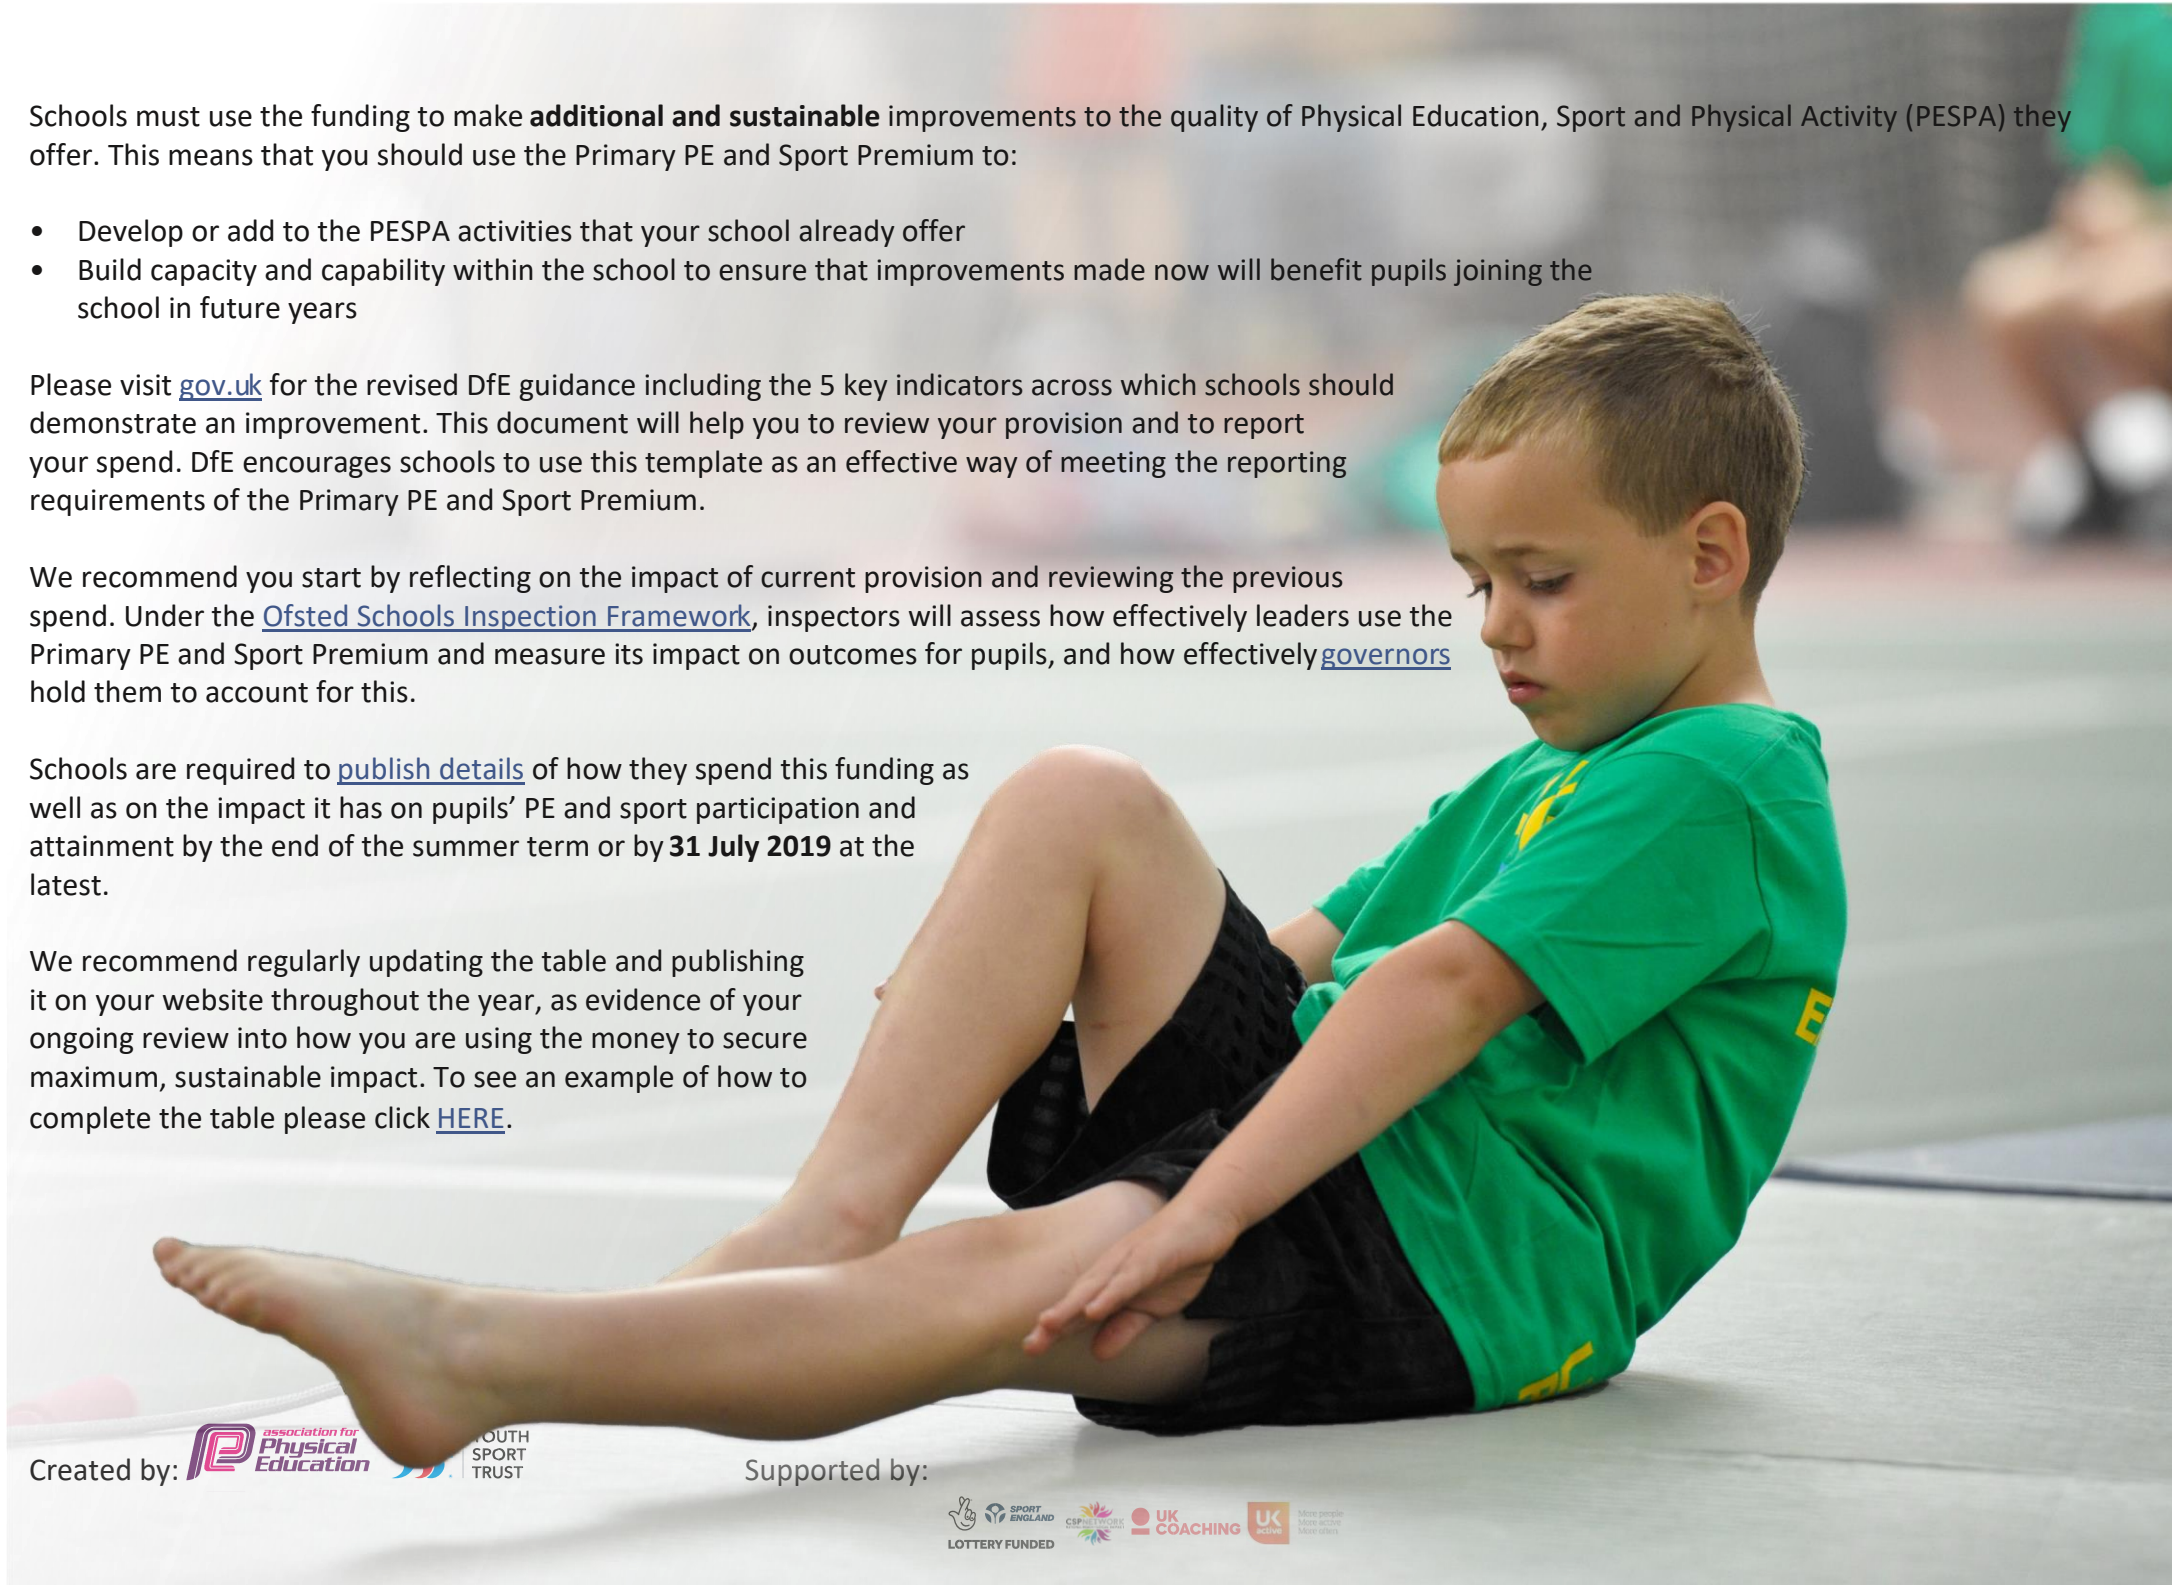 Schools must use the funding to make additional and sustainable improvements to the quality of Physical Education, Sport and Physical Activity (PESPA) they
offer. This means that you should use the Primary PE and Sport Premium to:
• Develop or add to the PESPA activities that your school already offer
• Build capacity and capability within the school to ensure that improvements made now will benefit pupils joining the
school in future years
Please visit gov.uk for the revised DfE guidance including the 5 key indicators across which schools should
demonstrate an improvement. This document will help you to review your provision and to report
your spend. DfE encourages schools to use this template as an effective way of meeting the reporting
requirements of the Primary PE and Sport Premium.
We recommend you start by reflecting on the impact of current provision and reviewing the previous
spend. Under the Ofsted Schools Inspection Framework, inspectors will assess how effectively leaders use the
Primary PE and Sport Premium and measure its impact on outcomes for pupils, and how effectively governors
hold them to account for this.
Schools are required to publish details of how they spend this funding as
well as on the impact it has on pupils’ PE and sport participation and
attainment by the end of the summer term or by 31 July 2019 at the
latest.
We recommend regularly updating the table and publishing
it on your website throughout the year, as evidence of your
ongoing review into how you are using the money to secure
maximum, sustainable impact. To see an example of how to
complete the table please click HERE.
Created by:
association for
Physical
Education
OUTH
SPORT
TRUST
Supported by:
SPORT
ENGLAND
LOTTERY FUNDED
CSPNETWORK
UK
COACHING
UK
active
More people
More active
More often